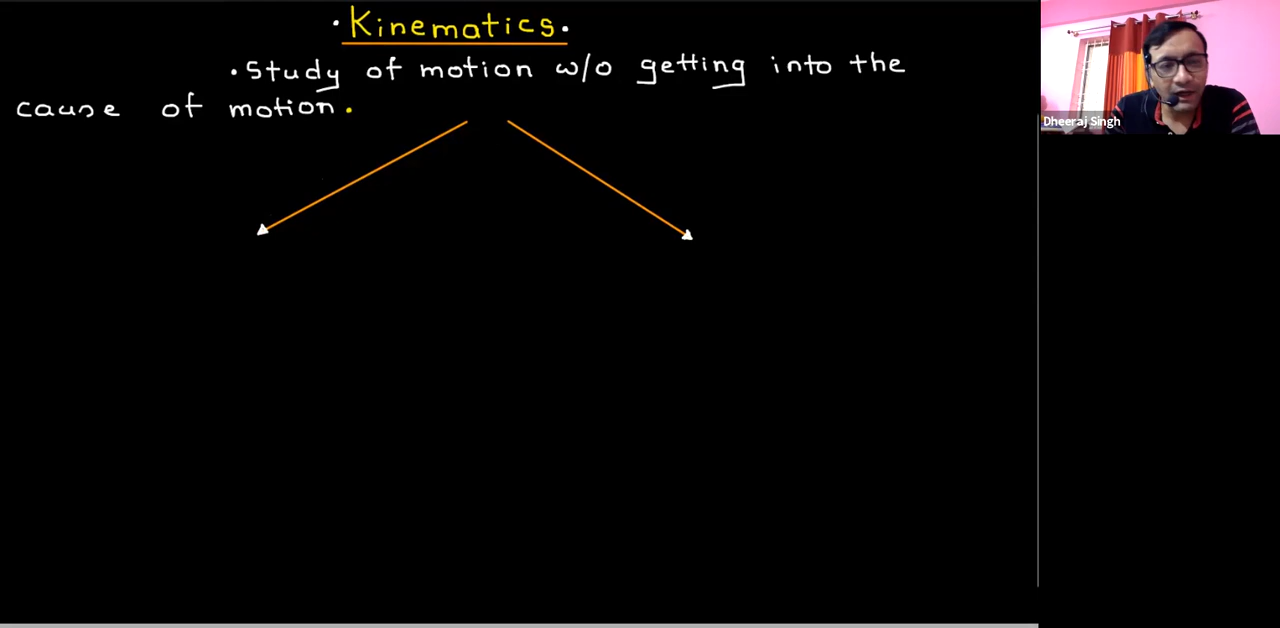 • Kinematics.
• Study of motion w/o getting into the
cause of motion.
Dheeraj Singh